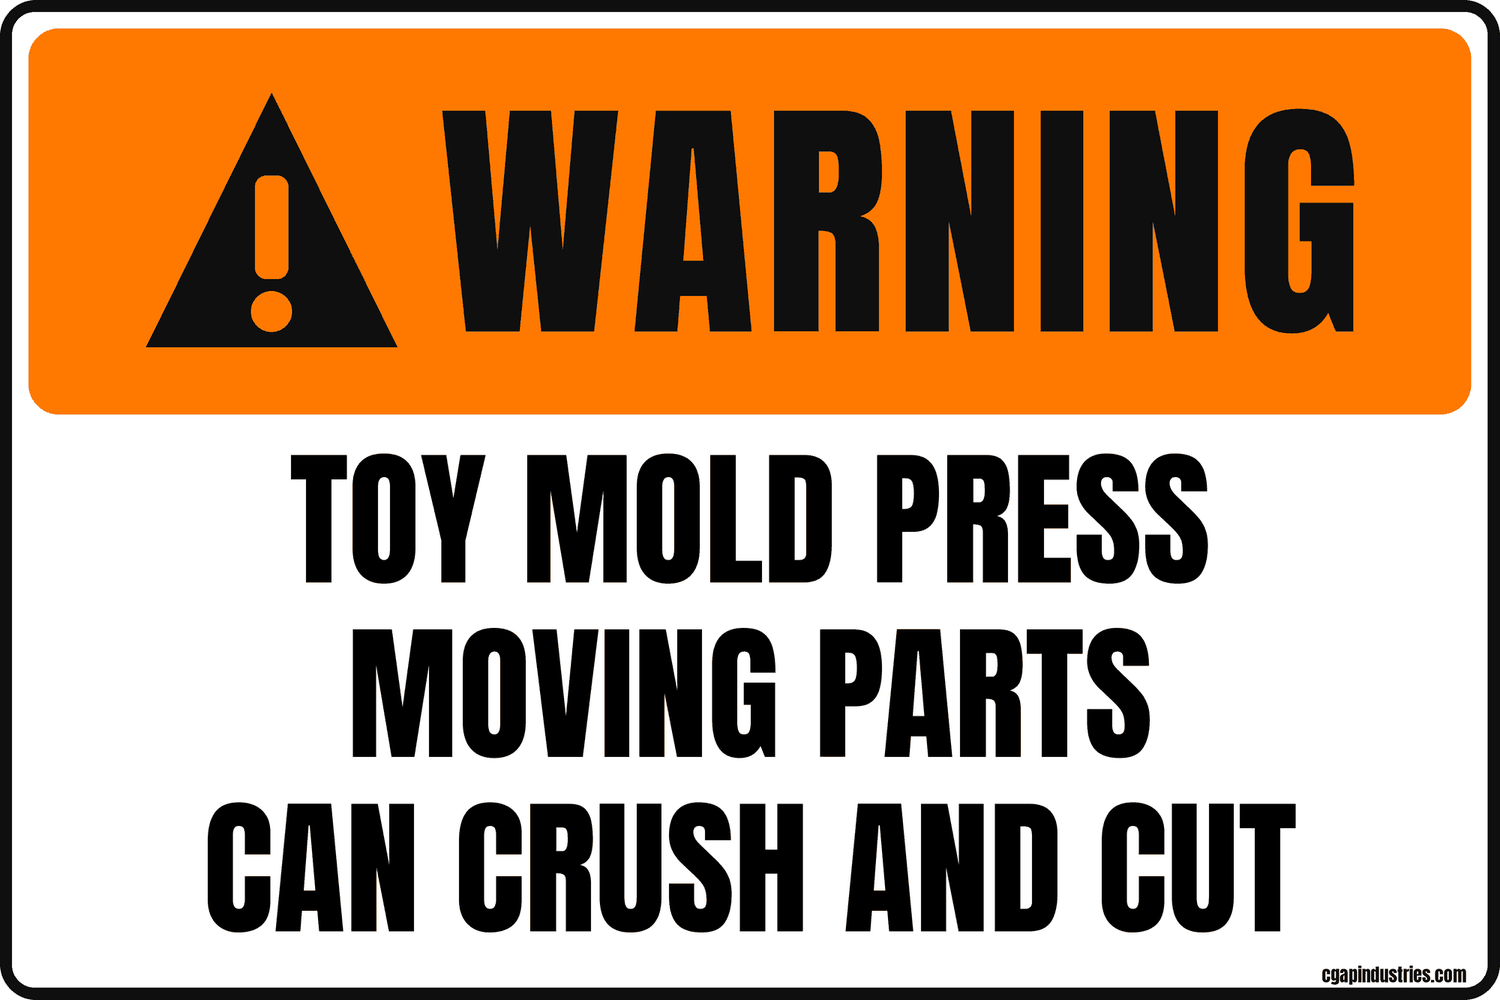 WARNING
TOY MOLD PRESS
MOVING PARTS
CAN CRUSH AND CUT
cgapindustries.com